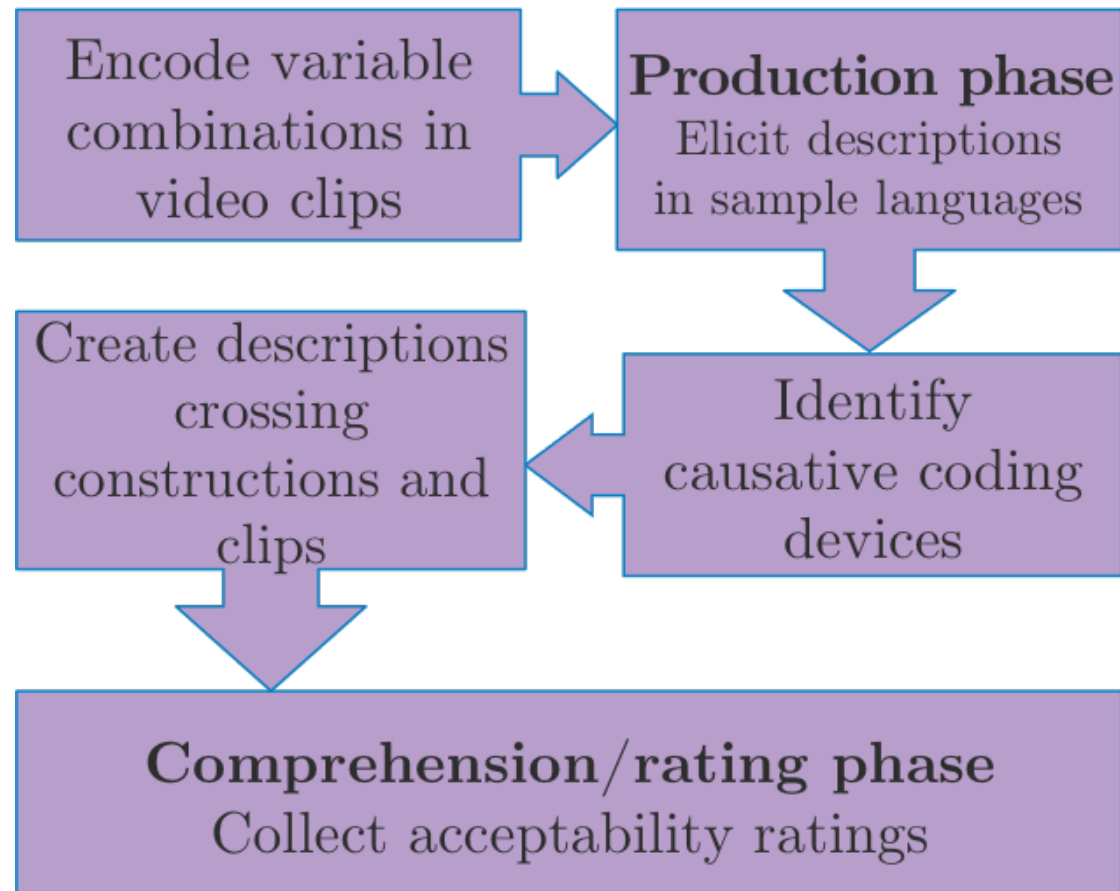 Encode variable
combinations in
video clips
Production phase
Elicit descriptions
in sample languages
Identify
causative coding
devices
Create descriptions
crossing
constructions and
clips
Comprehension/rating phase
Collect acceptability ratings